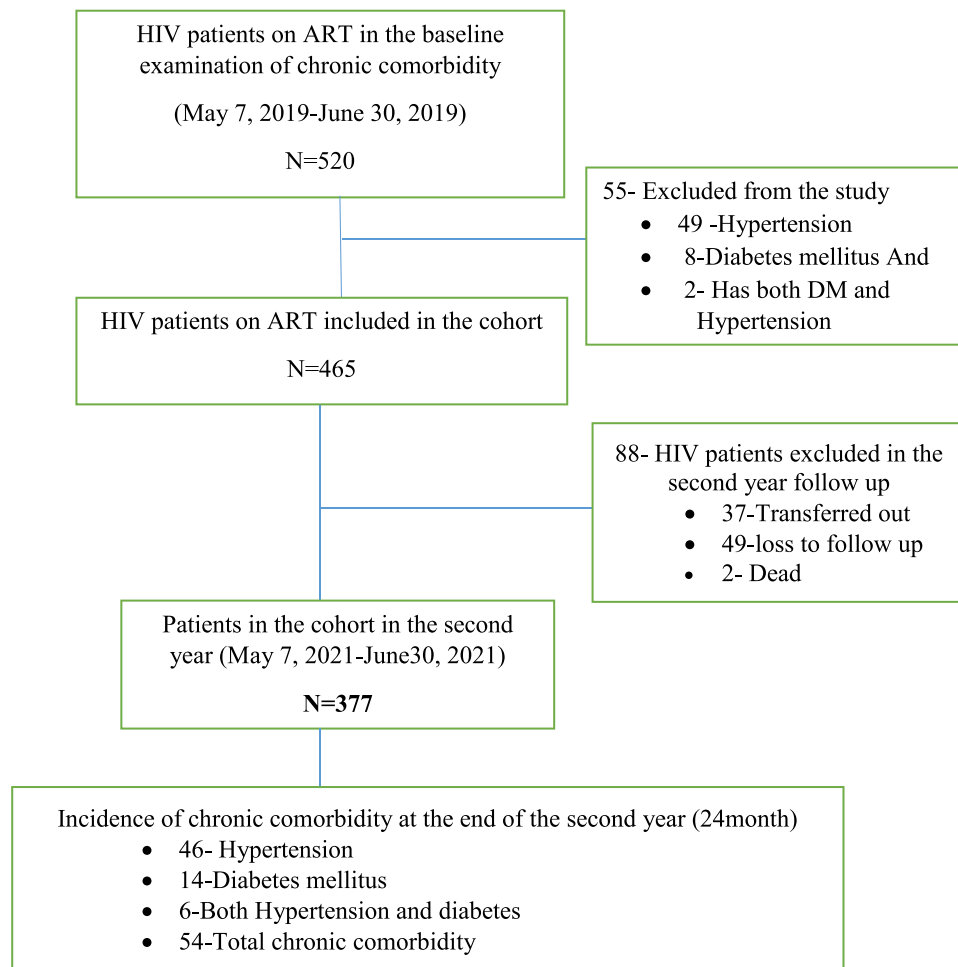 HIV patients on ART in the baseline
examination of chronic comorbidity
(May 7, 2019-June 30, 2019)
N=520
55- Excluded from the study
• 49 -Hypertension
• 8-Diabetes mellitus And
• 2- Has both DM and
Hypertension
HIV patients on ART included in the cohort
N=465
88- HIV patients excluded in the
second year follow up
• 37-Transferred out
• 49-loss to follow up
• 2- Dead
Patients in the cohort in the second
year (May 7, 2021-June30, 2021)
N=377
Incidence of chronic comorbidity at the end of the second year (24month)
• 46- Hypertension
• 14-Diabetes mellitus
• 6-Both Hypertension and diabetes
• 54-Total chronic comorbidity